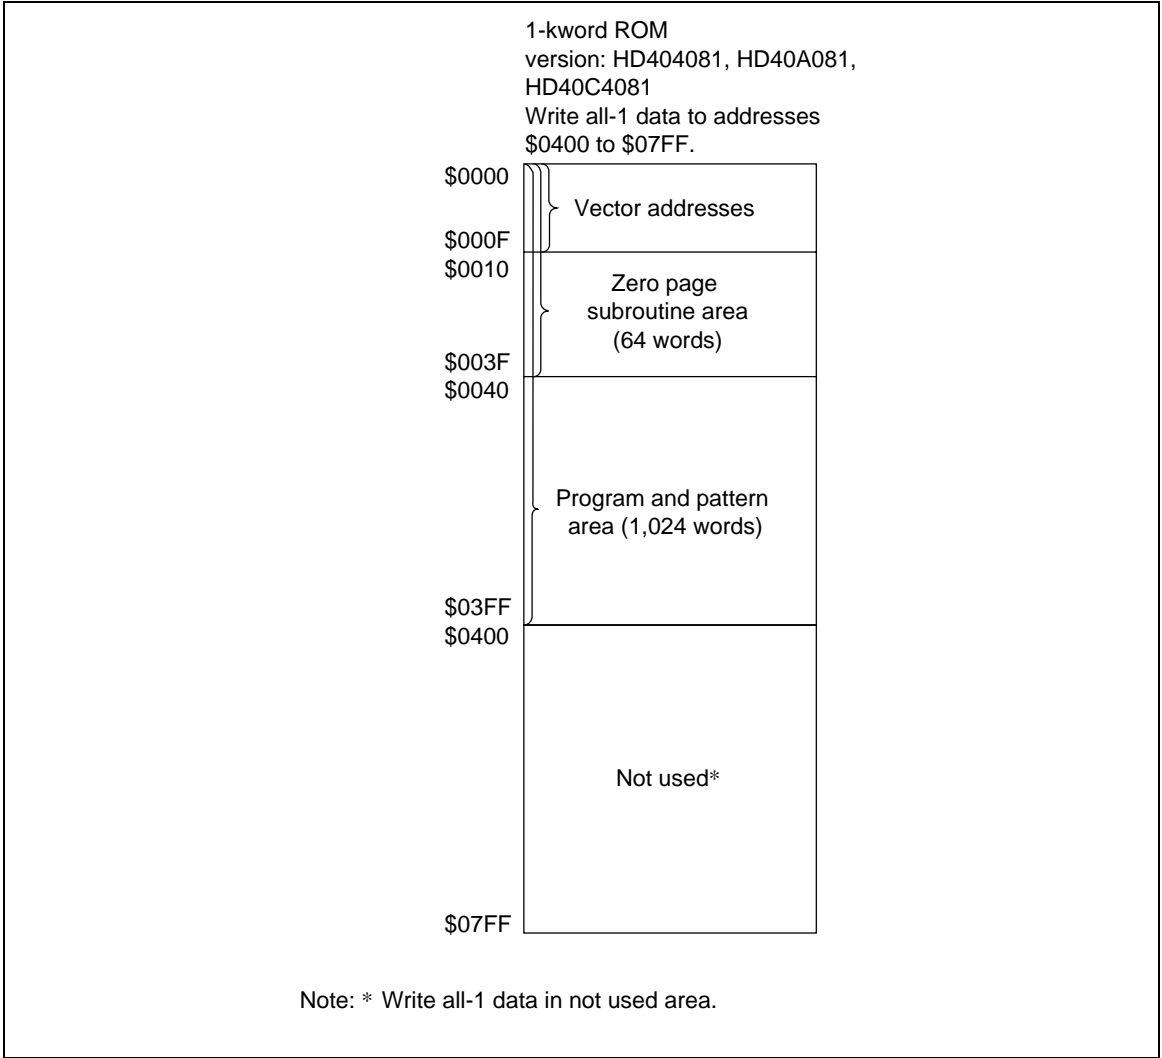 1-kword ROM
version: HD404081, HD40A081,
HD40C4081
Write all-1 data to addresses
$0400 to $07FF.
$0000
Vector addresses
$000F
$0010
Zero page
subroutine area
(64 words)
$003F
$0040
Program and pattern
area (1,024 words)
$03FF
$0400
Not used*
$07FF
Note: * Write all-1 data in not used area.